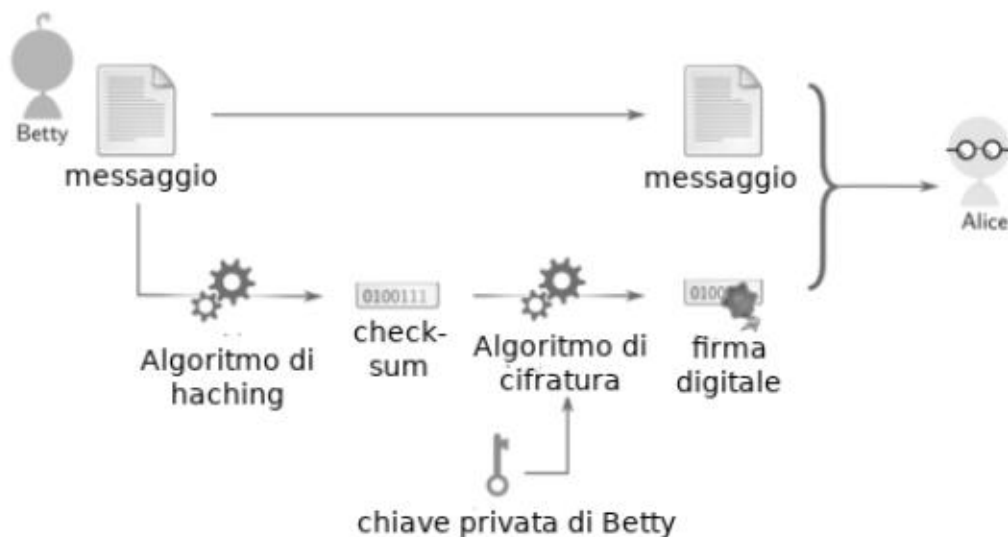 Betty
messaggio
messaggio
Alice
0100111
Algoritmo di
haching
check-
sum
Algoritmo di
cifratura
firma
digitale
chiave privata di Betty